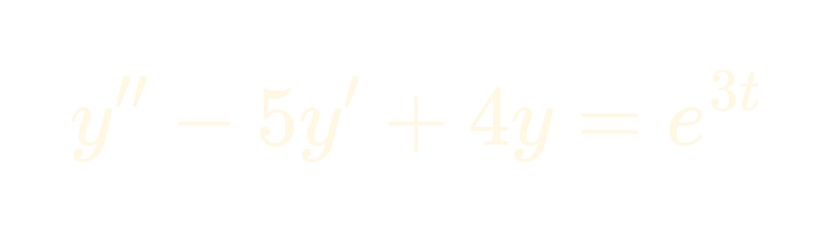 y″ − 5y′ + 4y = e^{3t}